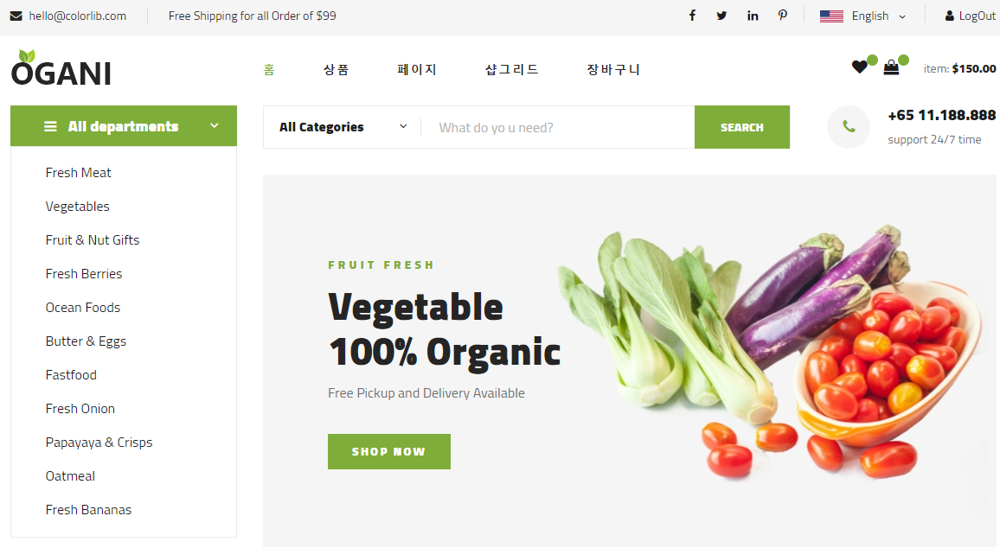 hello@colorlib.com
Free Shipping for all Order of $99
English
LogOut
OGANI
홈 상품 페이지 샵그리드 장바구니
item: $150.00
All departments
All Categories
What do yo u need?
SEARCH
+65 11.188.888
support 24/7 time
Fresh Meat
Vegetables
Fruit & Nut Gifts
Fresh Berries
Ocean Foods
Butter & Eggs
Fastfood
Fresh Onion
Papayaya & Crisps
Oatmeal
Fresh Bananas
FRUIT FRESH
Vegetable
100% Organic
Free Pickup and Delivery Available
SHOP NOW